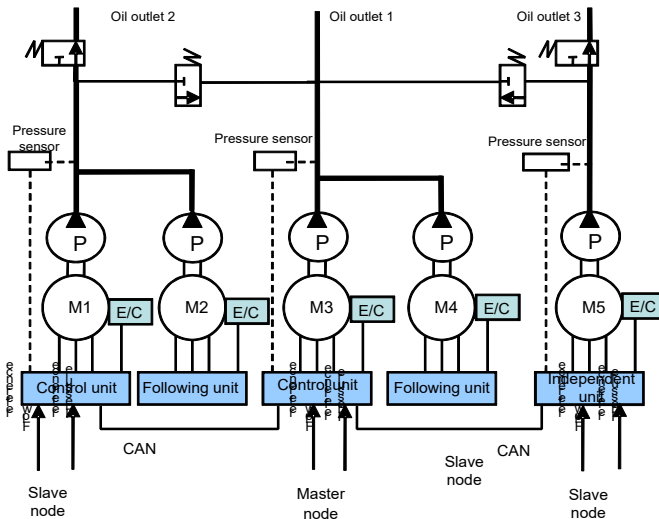 Oil outlet 2
Oil outlet 1
Oil outlet 3
Pressure
sensor
Pressure sensor
Pressure sensor
P
P
P
P
P
M1
E/C
M2
E/C
M3
E/C
M4
E/C
M5
E/C
Control unit
Following unit
Control unit
Following unit
Independent
unit
CAN
Slave
node
CAN
Slave
node
Master
node
Slave
node